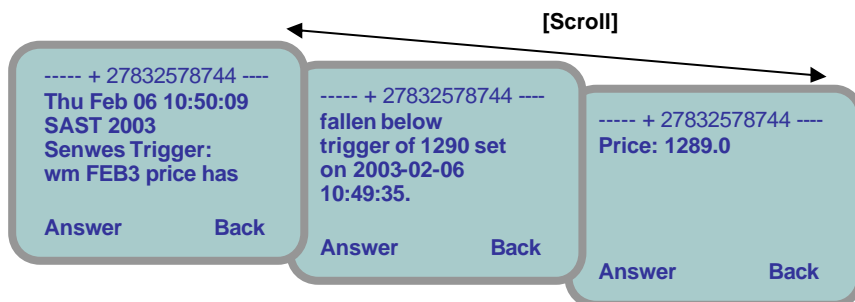 [Scroll]
----- + 27832578744 ----
Thu Feb 06 10:50:09
SAST 2003
Senwes Trigger:
wm FEB3 price has
Answer Back
----- + 27832578744 ----
fallen below
trigger of 1290 set
on 2003-02-06
10:49:35.
Answer Back
----- + 27832578744 ----
Price: 1289.0
Answer Back